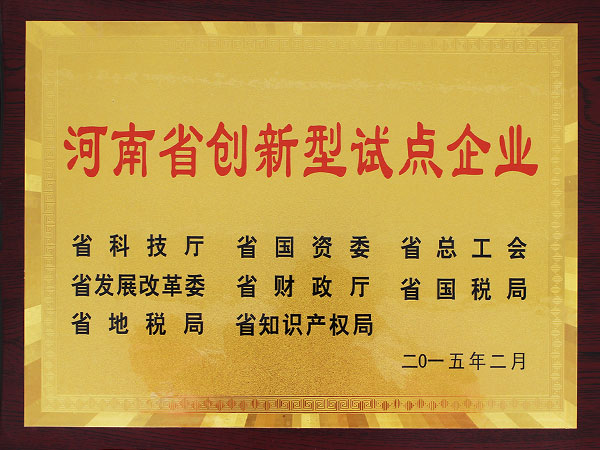 河南省创新型试点企业
省科技厅 省国资委 省总工会
省发展改革委 省财政厅 省国税局
省地税局 省知识产权局
二〇一五年二月